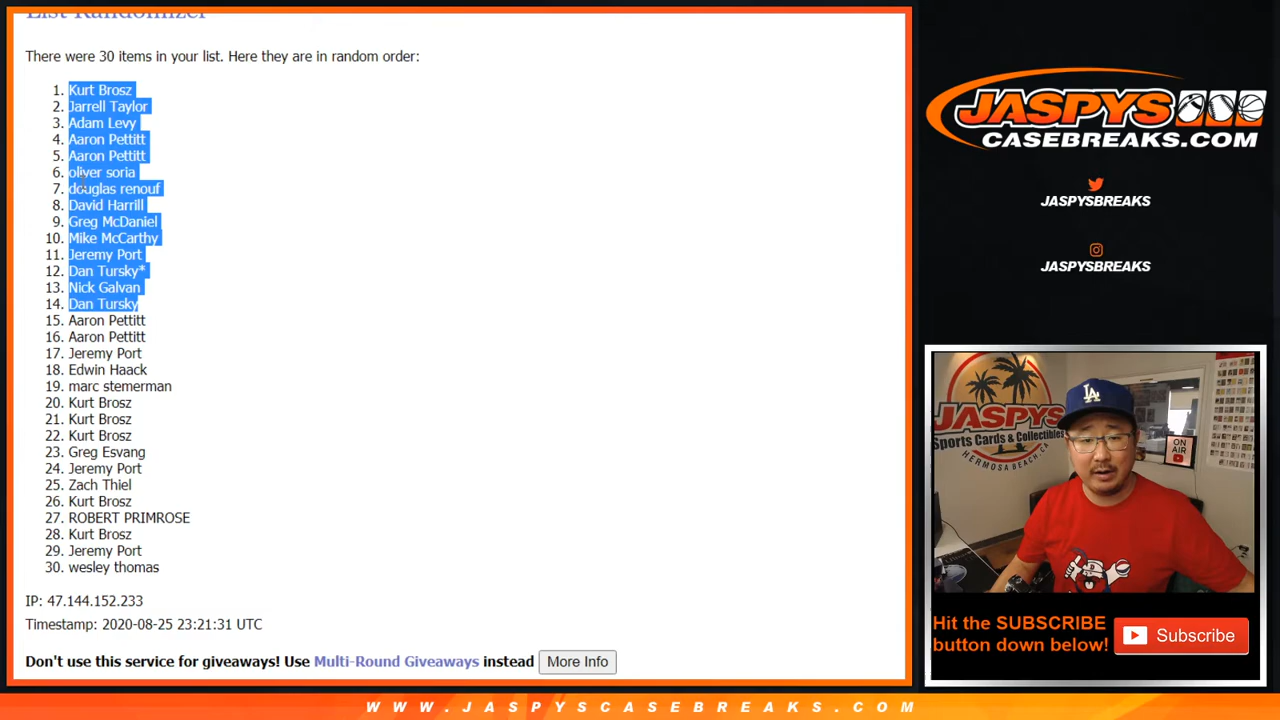 List Randomizer
There were 30 items in your list. Here they are in random order:
1. Kurt Brosz
2. Jarrell Taylor
3. Adam Levy
4. Aaron Pettitt
5. Aaron Pettitt
6. oliver soria
7. douglas renouf
8. David Harrill
9. Greg McDaniel
10. Mike McCarthy
11. Jeremy Port
12. Dan Tursky*
13. Nick Galvan
14. Dan Tursky
15. Aaron Pettitt
16. Aaron Pettitt
17. Jeremy Port
18. Edwin Haack
19. marc stemerman
20. Kurt Brosz
21. Kurt Brosz
22. Kurt Brosz
23. Greg Esvang
24. Jeremy Port
25. Zach Thiel
26. Kurt Brosz
27. ROBERT PRIMROSE
28. Kurt Brosz
29. Jeremy Port
30. wesley thomas
IP: 47.144.152.233
Timestamp: 2020-08-25 23:21:31 UTC
Don't use this service for giveaways! Use Multi-Round Giveaways instead More Info
JASPYS
CASEBREAKS.COM
JASPYSBREAKS
JASPYSBREAKS
JASPYS
Sports Cards & Collectibles
HERMOSA BEACH, CA
LA
ON
AIR
Hit the SUBSCRIBE
button down below!
Subscribe
WWW.JASPYSCASEBREAKS.COM